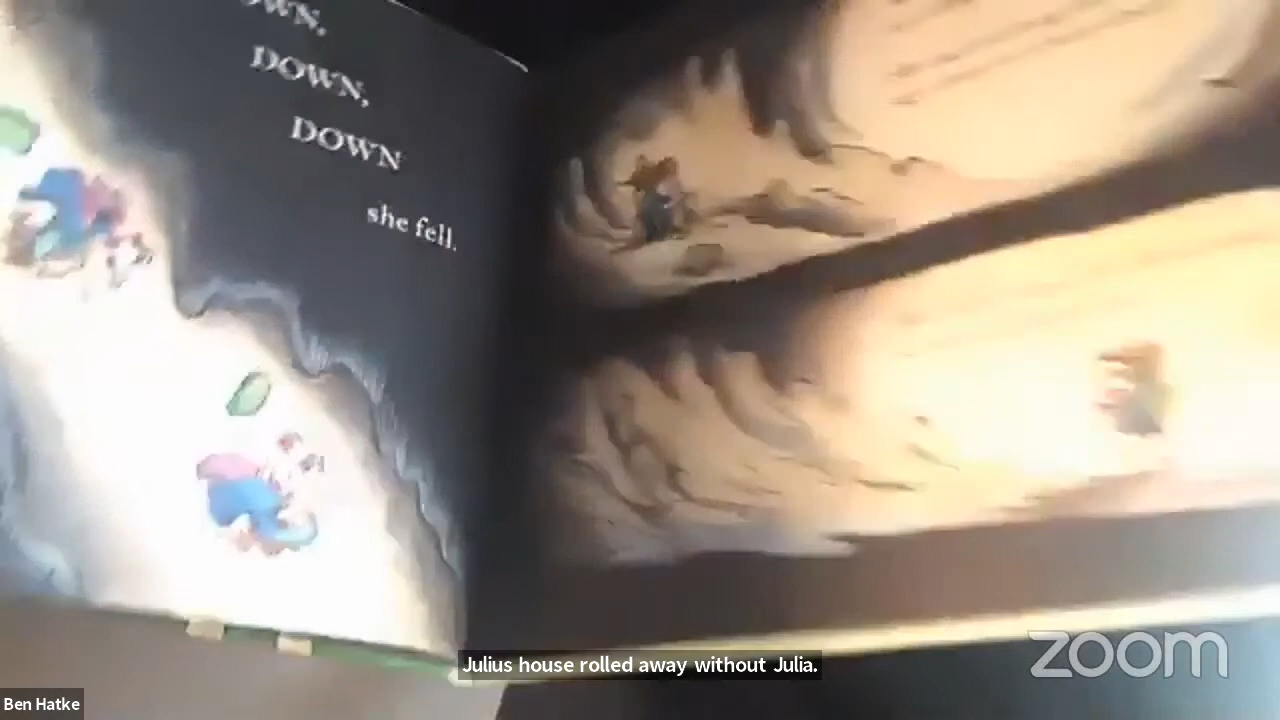 DOWN,
DOWN
she fell.
Julius house rolled away without Julia.
zoom
Ben Hatke